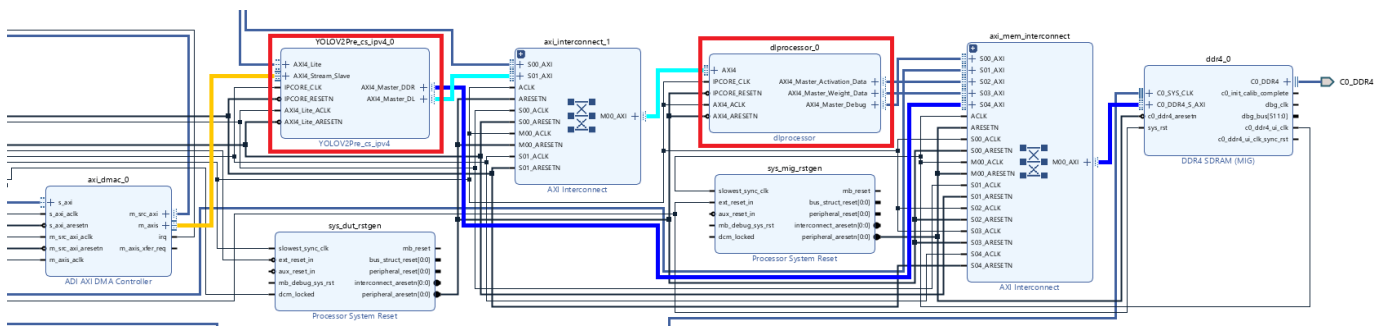 YOLOV2Pre_cs_ipv4_0
AXI4_Lite
AXI4_Stream_Slave
IPCORE_CLK
IPCORE_RESETN
AXI4_Lite_ACLK
AXI4_Lite_ARESETN
AXI4_Master_DDR
AXI4_Master_DL
YOLOV2Pre_cs_ipv4
axi_interconnect_1
S00_AXI
S01_AXI
ACLK
ARESETN
S00_ACLK
S00_ARESETN
M00_ACLK
M00_ARESETN
S01_ACLK
S01_ARESETN
M00_AXI
AXI Interconnect
dlprocessor_0
AXI4
IPCORE_CLK
IPCORE_RESETN
AXI4_ACLK
AXI4_ARESETN
AXI4_Master_Activation_Data
AXI4_Master_Weight_Data
AXI4_Master_Debug
dlprocessor
axi_mem_interconnect
S00_AXI
S01_AXI
S02_AXI
S03_AXI
S04_AXI
ACLK
ARESETN
S00_ACLK
S00_ARESETN
M00_ACLK
M00_ARESETN
S01_ACLK
S01_ARESETN
S02_ACLK
S02_ARESETN
S03_ACLK
S03_ARESETN
S04_ACLK
S04_ARESETN
M00_AXI
AXI Interconnect
ddr4_0
C0_SYS_CLK
C0_DDR4_S_AXI
c0_ddr4_aresetn
sys_rst
C0_DDR4
c0_init_calib_complete
dbg_clk
dbg_bus[511:0]
c0_ddr4_ui_clk
c0_ddr4_ui_clk_sync_rst
DDR4 SDRAM (MIG)
C0_DDR4
axi_dmac_0
s_axi
s_axi_aclk
s_axi_aresetn
m_src_axi_aclk
m_src_axi_aresetn
m_axis_aclk
m_src_axi
m_axis
irq
m_axis_xfer_req
ADI AXI DMA Controller
sys_dut_rstgen
slowest_sync_clk
ext_reset_in
aux_reset_in
mb_debug_sys_rst
dcm_locked
mb_reset
bus_struct_reset[0:0]
peripheral_reset[0:0]
interconnect_aresetn[0:0]
peripheral_aresetn[0:0]
Processor System Reset
sys_mig_rstgen
slowest_sync_clk
ext_reset_in
aux_reset_in
mb_debug_sys_rst
dcm_locked
mb_reset
bus_struct_reset[0:0]
peripheral_reset[0:0]
interconnect_aresetn[0:0]
peripheral_aresetn[0:0]
Processor System Reset